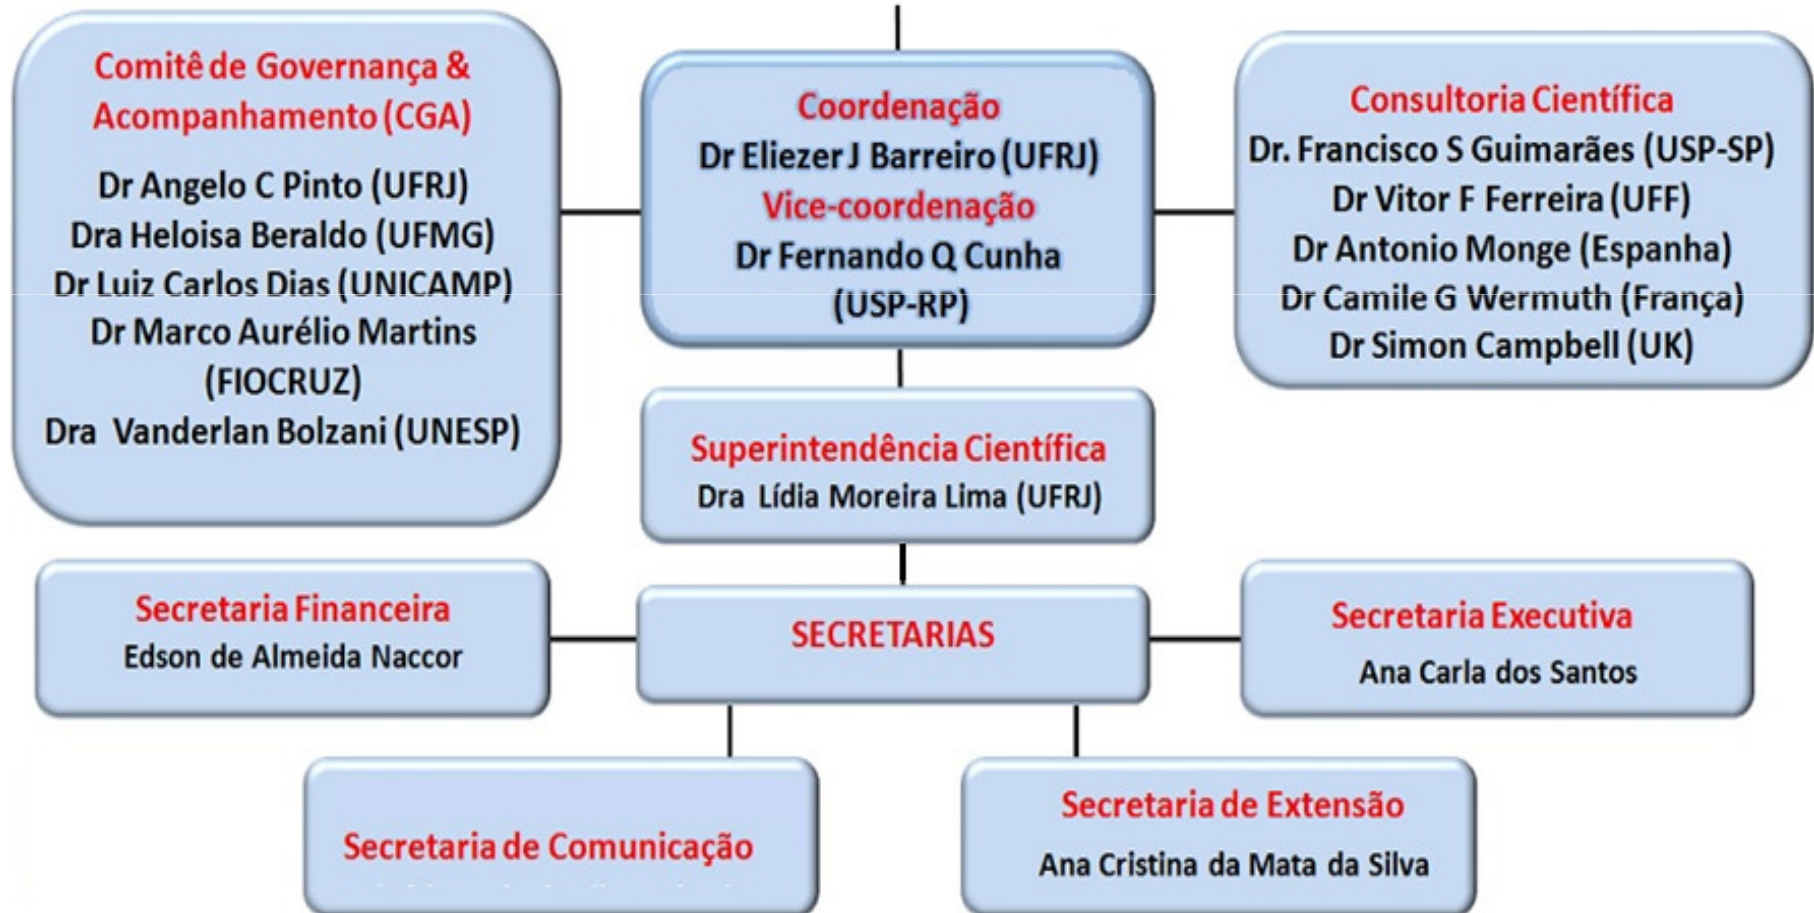 Comitê de Governança &
Acompanhamento (CGA)
Dr Angelo C Pinto (UFRJ)
Dra Heloisa Beraldo (UFMG)
Dr Luiz Carlos Dias (UNICAMP)
Dr Marco Aurélio Martins
(FIOCRUZ)
Dra Vanderlan Bolzani (UNESP)
Coordenação
Dr Eliezer J Barreiro (UFRJ)
Vice-coordenação
Dr Fernando Q Cunha
(USP-RP)
Consultoria Científica
Dr. Francisco S Guimarães (USP-SP)
Dr Vitor F Ferreira (UFF)
Dr Antonio Monge (Espanha)
Dr Camile G Wermuth (França)
Dr Simon Campbell (UK)
Superintendência Científica
Dra Lídia Moreira Lima (UFRJ)
Secretaria Financeira
Edson de Almeida Naccor
SECRETARIAS
Secretaria Executiva
Ana Carla dos Santos
Secretaria de Comunicação
Secretaria de Extensão
Ana Cristina da Mata da Silva